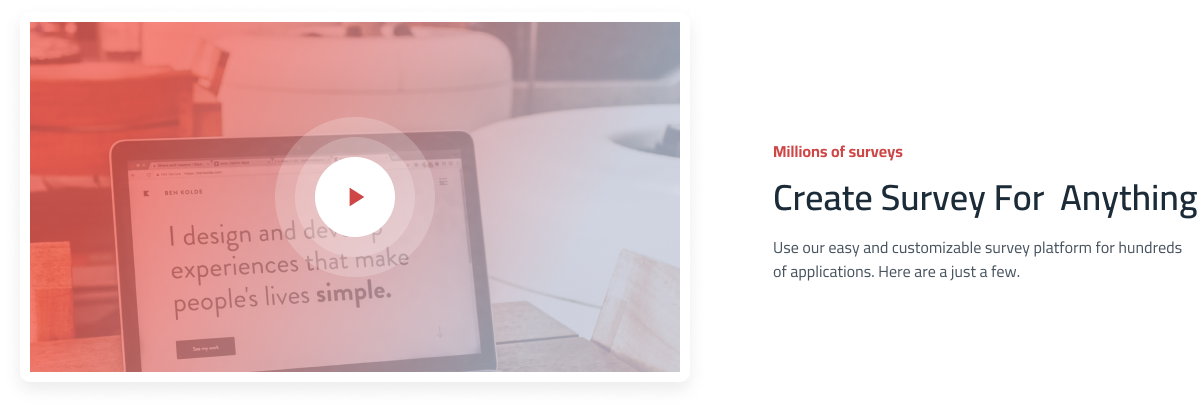 BEN KOLDE
I design and develop
experiences that make
people's lives simple.
See my work
Millions of surveys
Create Survey For  Anything
Use our easy and customizable survey platform for hundreds
of applications. Here are a just a few.